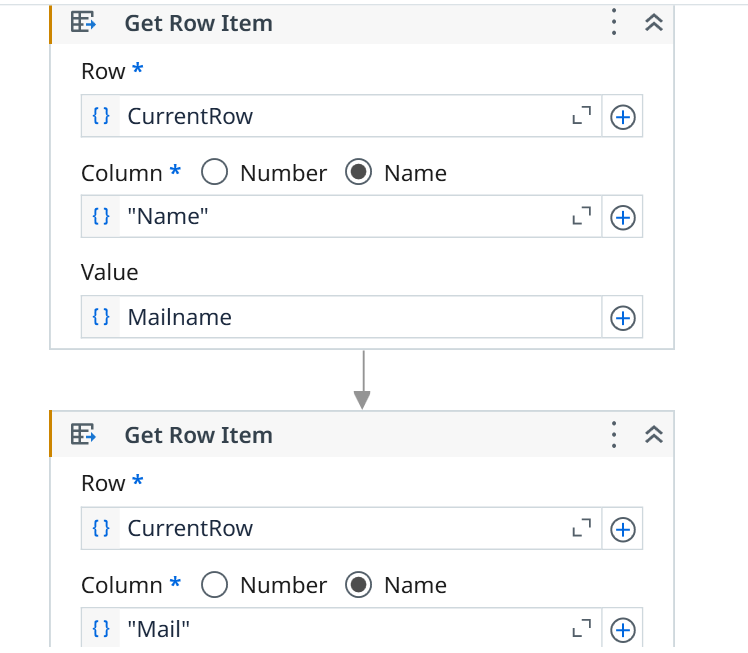 Get Row Item
Row *
{ } CurrentRow
Column * Number Name
{ } "Name"
Value
{ } Mailname
Get Row Item
Row *
{ } CurrentRow
Column * Number Name
{ } "Mail"